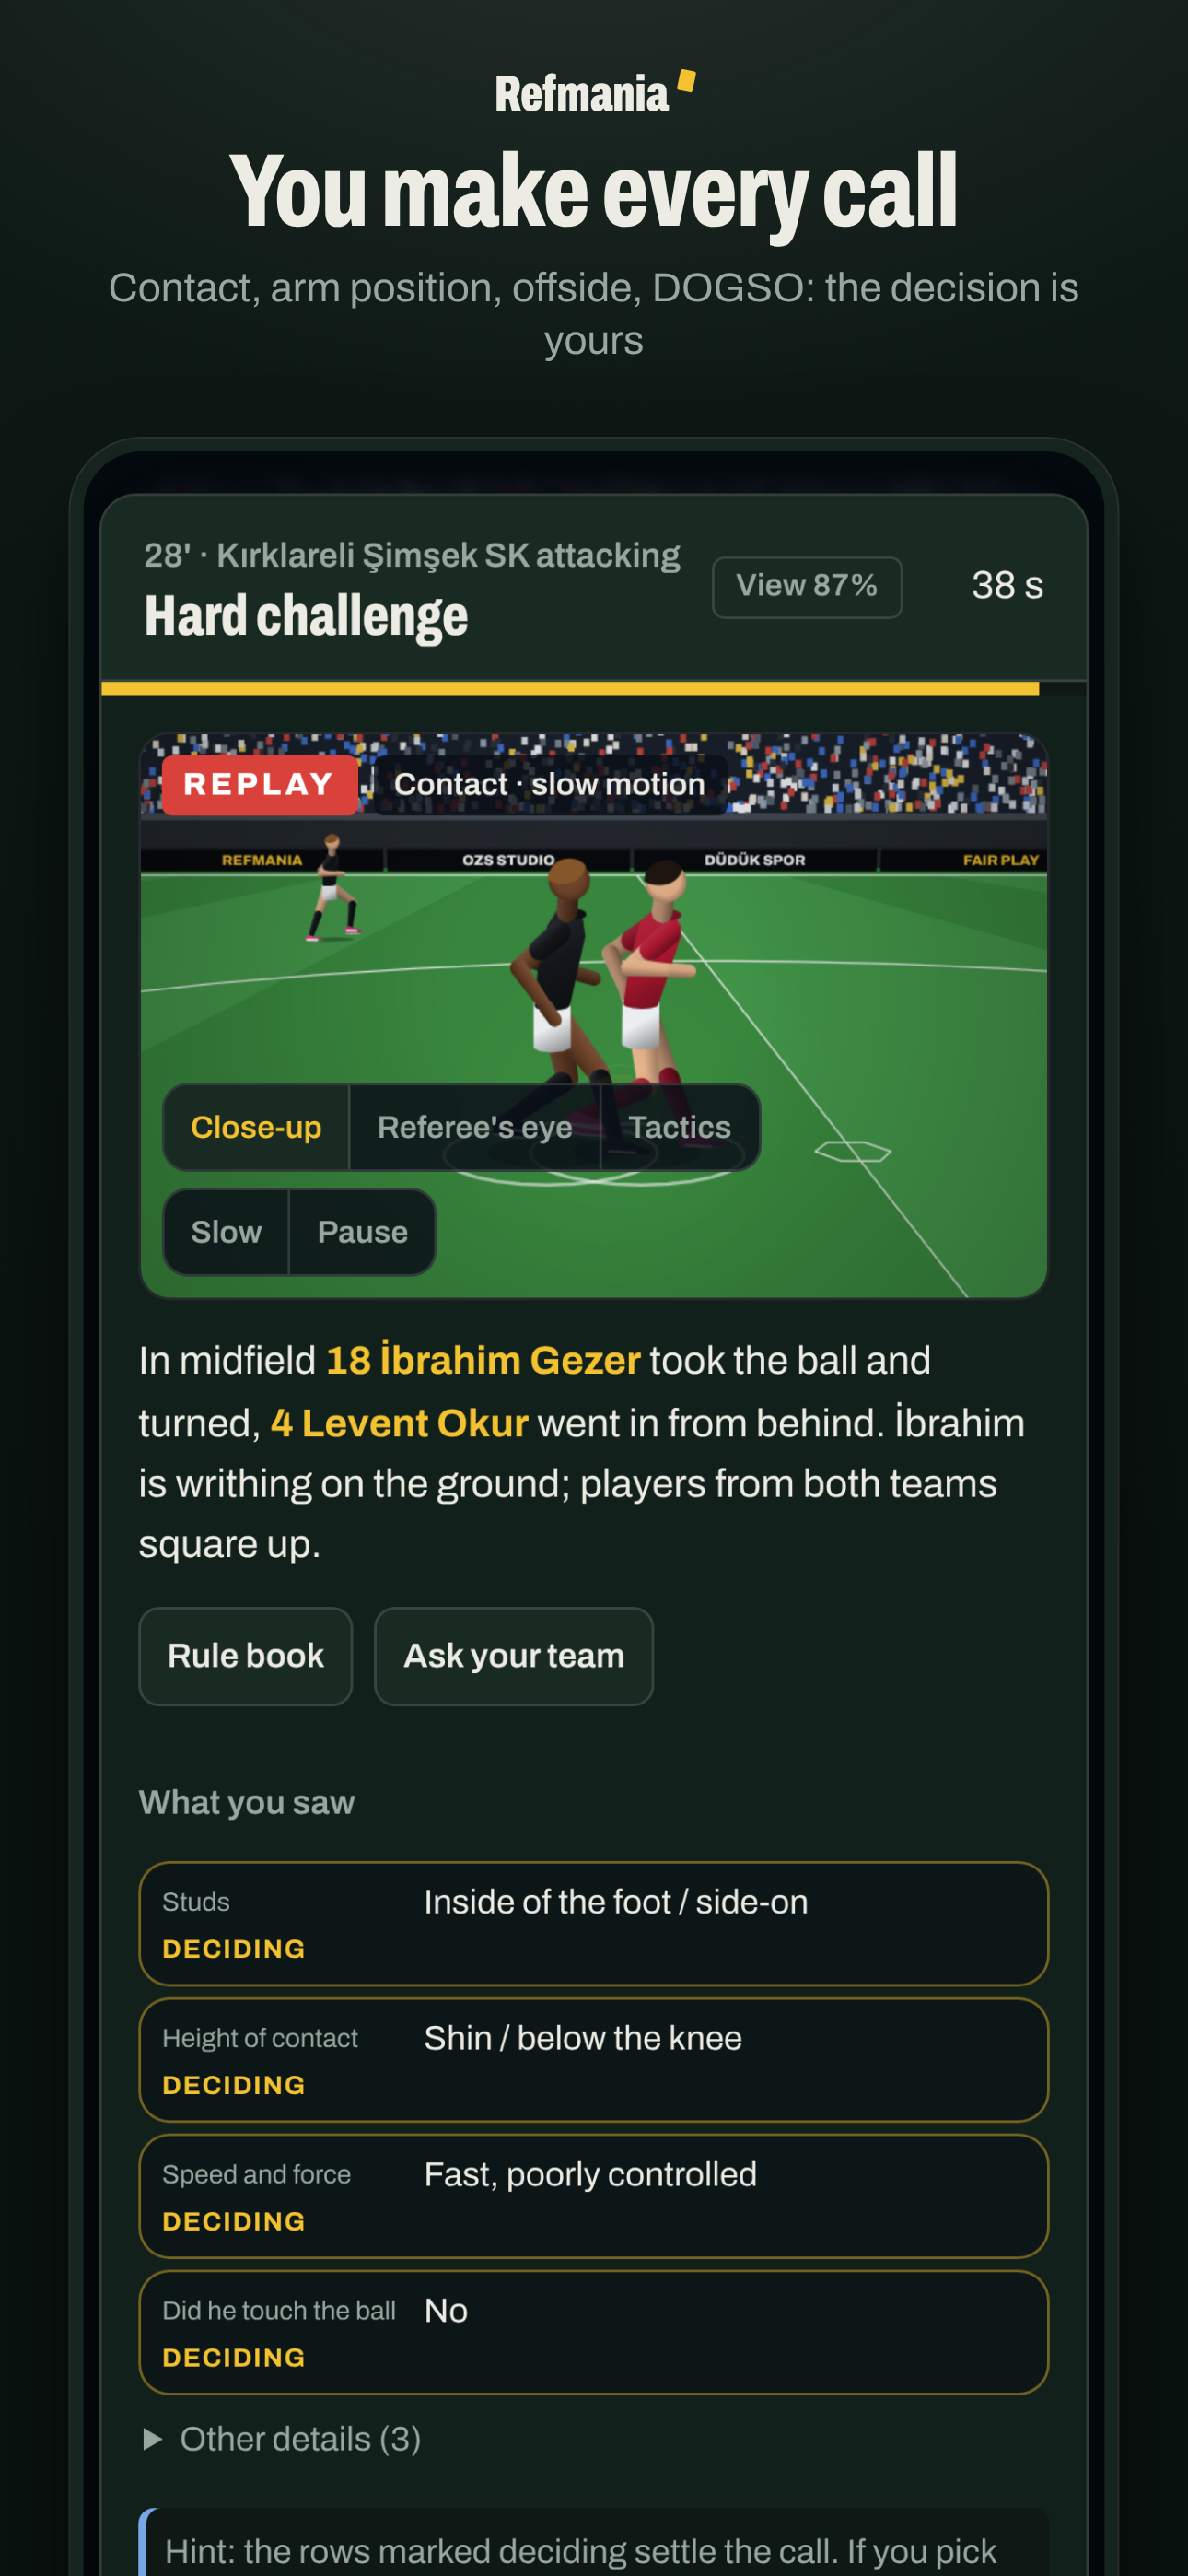 Refmania
You make every call
Contact, arm position, offside, DOGSO: the decision is
yours
28' · Kırklareli Şimşek SK attacking
Hard challenge
View 87%
38 s
REPLAY
Contact · slow motion
REFMANIA
OZS STUDIO
DÜDÜK SPOR
FAIR PLAY
Close-up
Referee's eye
Tactics
Slow
Pause
In midfield 18 İbrahim Gezer took the ball and
turned, 4 Levent Okur went in from behind. İbrahim
is writhing on the ground; players from both teams
square up.
Rule book
Ask your team
What you saw
Studs
Inside of the foot / side-on
DECIDING
Height of contact
Shin / below the knee
DECIDING
Speed and force
Fast, poorly controlled
DECIDING
Did he touch the ball
No
DECIDING
Other details (3)
Hint: the rows marked deciding settle the call. If you pick